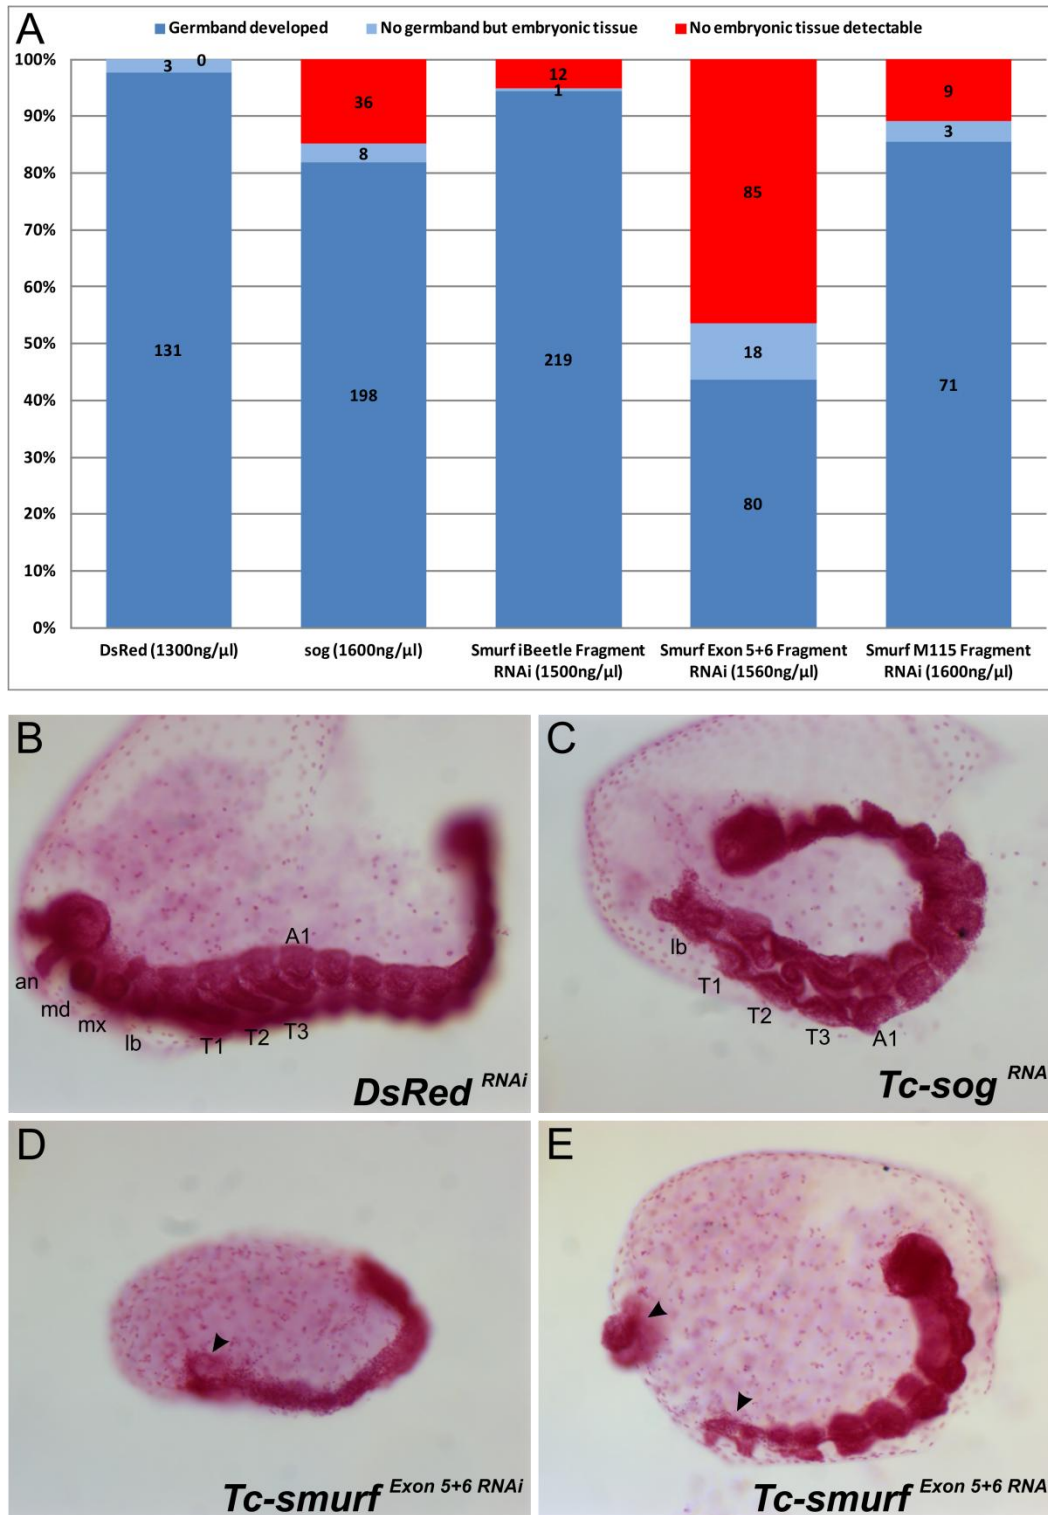 A
Germband developed No germband but embryonic tissue No embryonic tissue detectable
100%
90%
80%
70%
60%
50%
40%
30%
20%
10%
0%
3 0
131
36
8
198
12
1
219
85
18
80
9
3
71
DsRed (1300ng/µl)
sog (1600ng/µl)
Smurf iBeetle Fragment
RNAi (1500ng/µl)
Smurf Exon 5+6 Fragment
RNAi (1560ng/µl)
Smurf M115 Fragment
RNAi (1600ng/µl)
B
A1
an
md
mx
lb
T1
T2
T3
DsRed RNAi
C
lb
T1
T2
T3
A1
Tc-sog RNA
D
Tc-smurf Exon 5+6 RNAi
E
Tc-smurf Exon 5+6 RNA